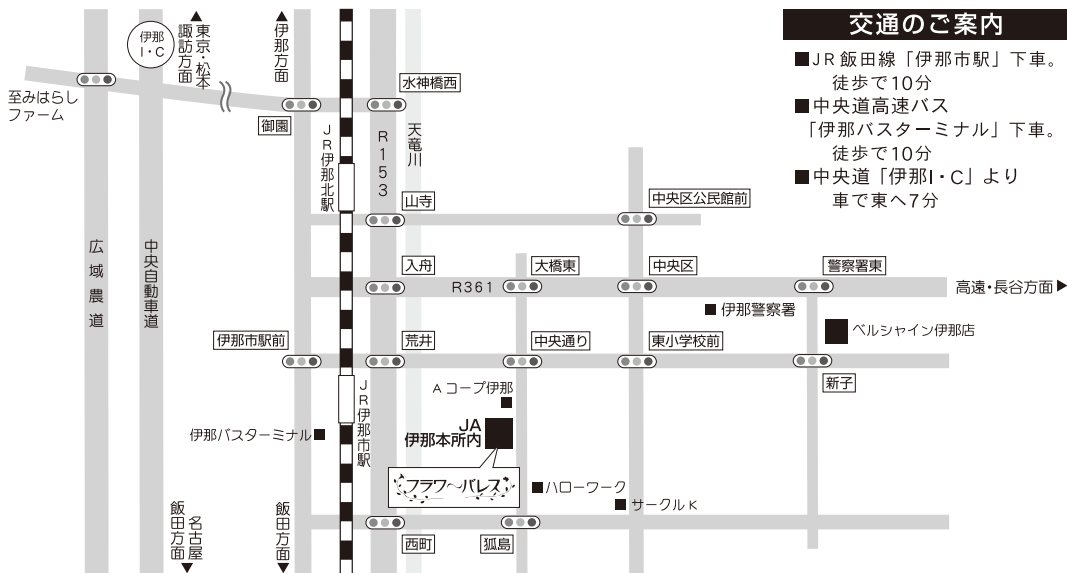 交通のご案内
■JR飯田線「伊那市駅」下車。
徒歩で10分
■中央道高速バス
「伊那バスターミナル」下車。
徒歩で10分
■中央道「伊那I・C」より
車で東へ7分
伊那
I・C
▲東京・松本
諏訪方面
▲伊那方面
至みはらし
ファーム
水神橋西
御園
JR伊那北駅
R153
天竜川
山寺
中央区公民館前
広域農道
中央自動車道
入舟
R361
大橋東
中央区
警察署東
高遠・長谷方面▶
■伊那警察署
ベルシャイン伊那店
伊那市駅前
荒井
中央通り
東小学校前
新子
Aコープ伊那
JR伊那市駅
JA
伊那本所内
伊那バスターミナル■
フラワ〜パレス
■ハローワーク
■サークルK
名古屋▼
飯田方面
飯田方面▼
西町
狐島